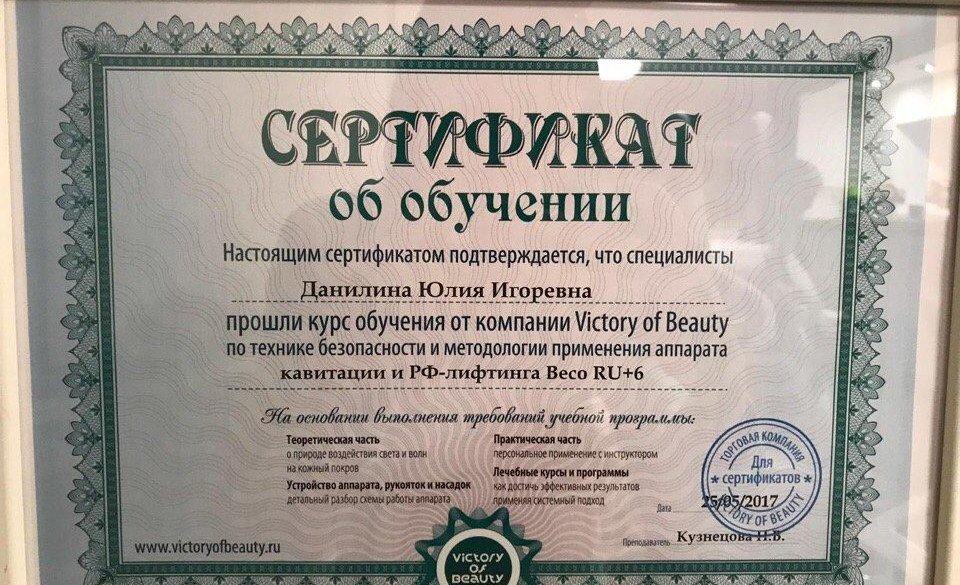 СЕРТИФИКАТ
об обучении
Настоящим сертификатом подтверждается, что специалисты
Данилина Юлия Игоревна
прошли курс обучения от компании Victory of Beauty
по технике безопасности и методологии применения аппарата
кавитации и РФ-лифтинга Beco RU+6
На основании выполнения требований учебной программы:
Теоретическая часть
о природе воздействия света и волн
на кожный покров
Устройство аппарата, рукояток и насадок
детальный разбор схемы работы аппарата
Практическая часть
персональное применение с инструктором
Лечебные курсы и программы
как достичь эффективных результатов
применяя системный подход
ТОРГОВАЯ КОМПАНИЯ
Для
сертификатов
VICTORY OF BEAUTY
Дата 25/05/2017
Преподаватель Кузнецова Н.В.
www.victoryofbeauty.ru
Victory
of
Beauty